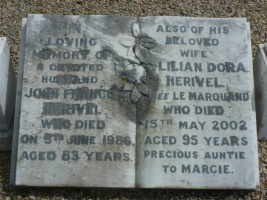 IN
LOVING
MEMORY OF
A DEVOTED
HUSBAND
JOHN FRANCIS
HERIVEL
WHO DIED
ON 5TH JUNE 1986,
AGED 83 YEARS.
ALSO OF HIS
BELOVED
WIFE
LILIAN DORA
HERIVEL,
NÉE LE MARQUAND
WHO DIED
15TH MAY 2002
AGED 95 YEARS
PRECIOUS AUNTIE
TO MARGIE.